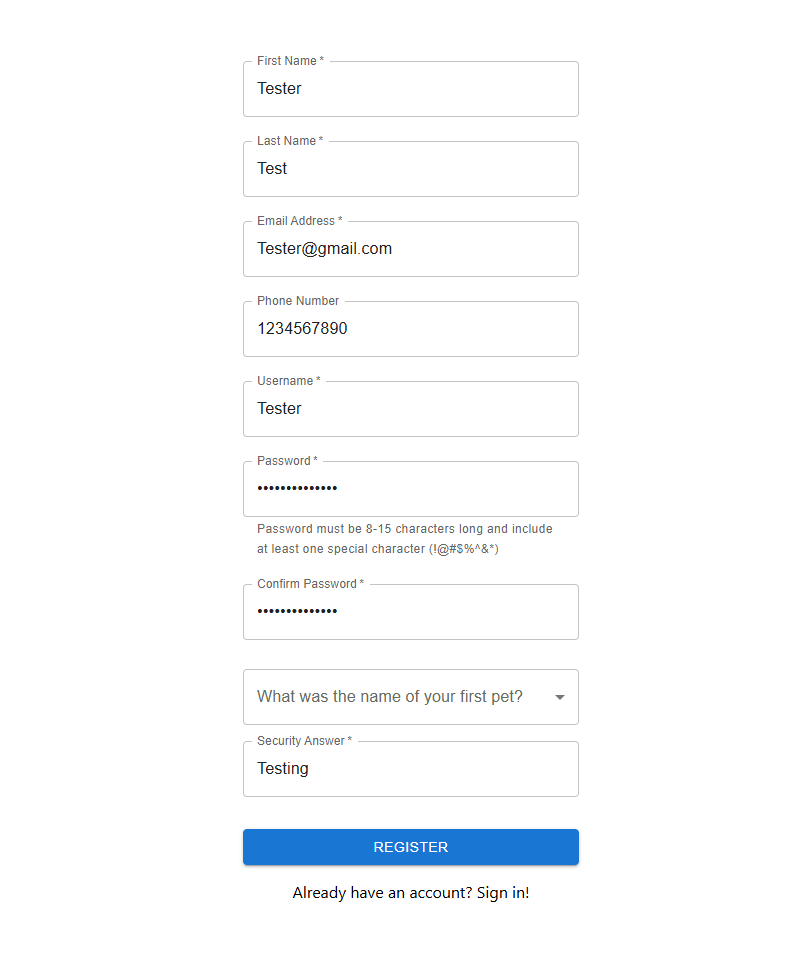 First Name *
Tester
Last Name *
Test
Email Address *
Tester@gmail.com
Phone Number
1234567890
Username *
Tester
Password *
••••••••••••••
Password must be 8-15 characters long and include
at least one special character (!@#$%^&*)
Confirm Password *
••••••••••••••
What was the name of your first pet?
Security Answer *
Testing
REGISTER
Already have an account? Sign in!